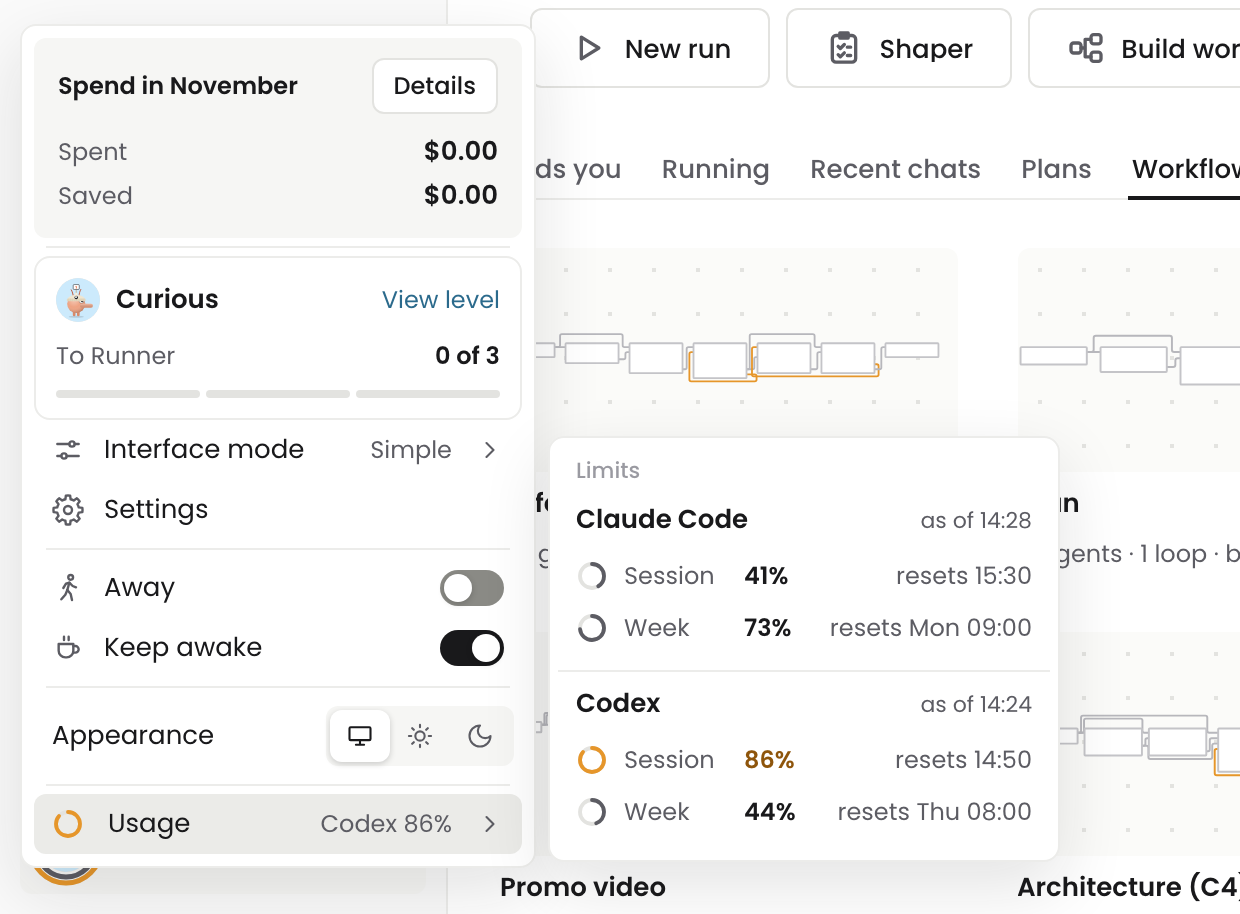 New run
Shaper
Build wor
ds you
Running
Recent chats
Plans
Workflow
Spend in November
Details
Spent $0.00
Saved $0.00
Curious
View level
To Runner
0 of 3
Interface mode
Simple
Settings
Away
Keep awake
Appearance
Usage
Codex 86%
Limits
Claude Code as of 14:28
Session 41% resets 15:30
Week 73% resets Mon 09:00
Codex as of 14:24
Session 86% resets 14:50
Week 44% resets Thu 08:00
gents · 1 loop · b
Promo video
Architecture (C4)